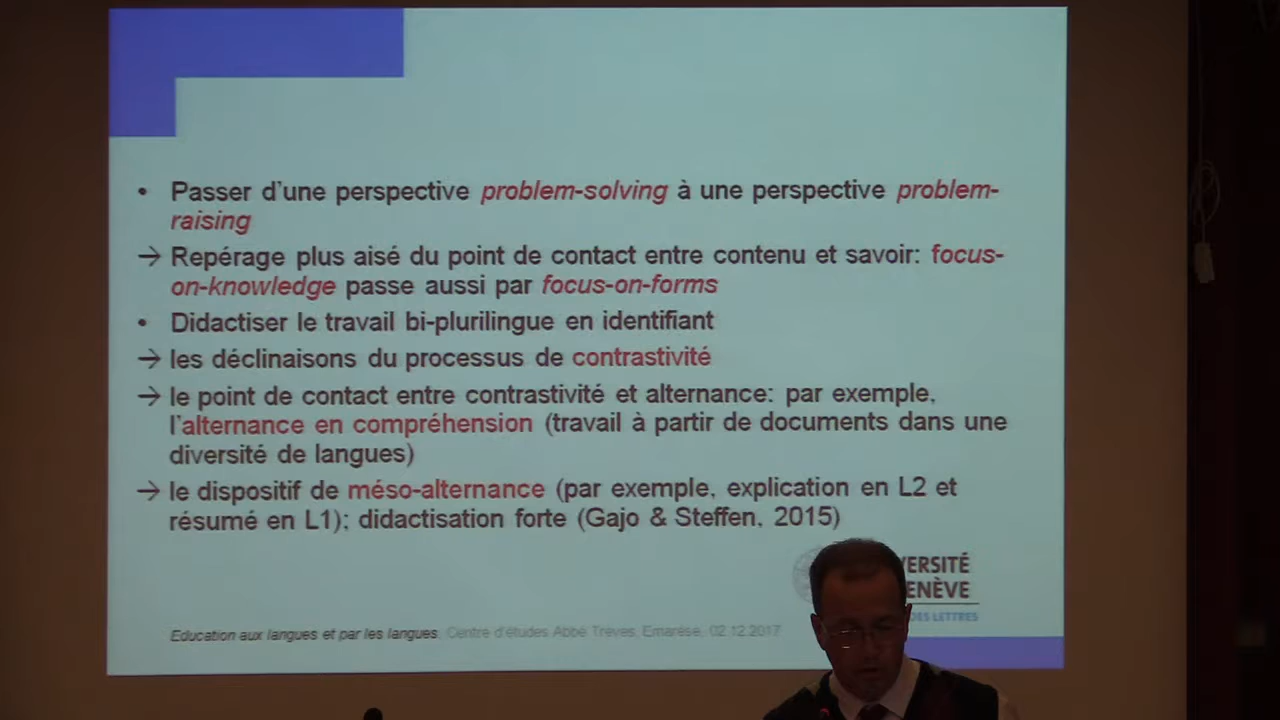 • Passer d'une perspective problem-solving à une perspective problem-
raising
→ Repérage plus aisé du point de contact entre contenu et savoir: focus-
on-knowledge passe aussi par focus-on-forms
• Didactiser le travail bi-plurilingue en identifiant
→ les déclinaisons du processus de contrastivité
→ le point de contact entre contrastivité et alternance: par exemple,
l'alternance en compréhension (travail à partir de documents dans une
diversité de langues)
→ le dispositif de méso-alternance (par exemple, explication en L2 et
résumé en L1); didactisation forte (Gajo & Steffen, 2015)
VERSITÉ
ENÈVE
DES LETTRES
Education aux langues et par les langues, Centre d'études Abbé Trèves, Emarèse, 02.12.2017